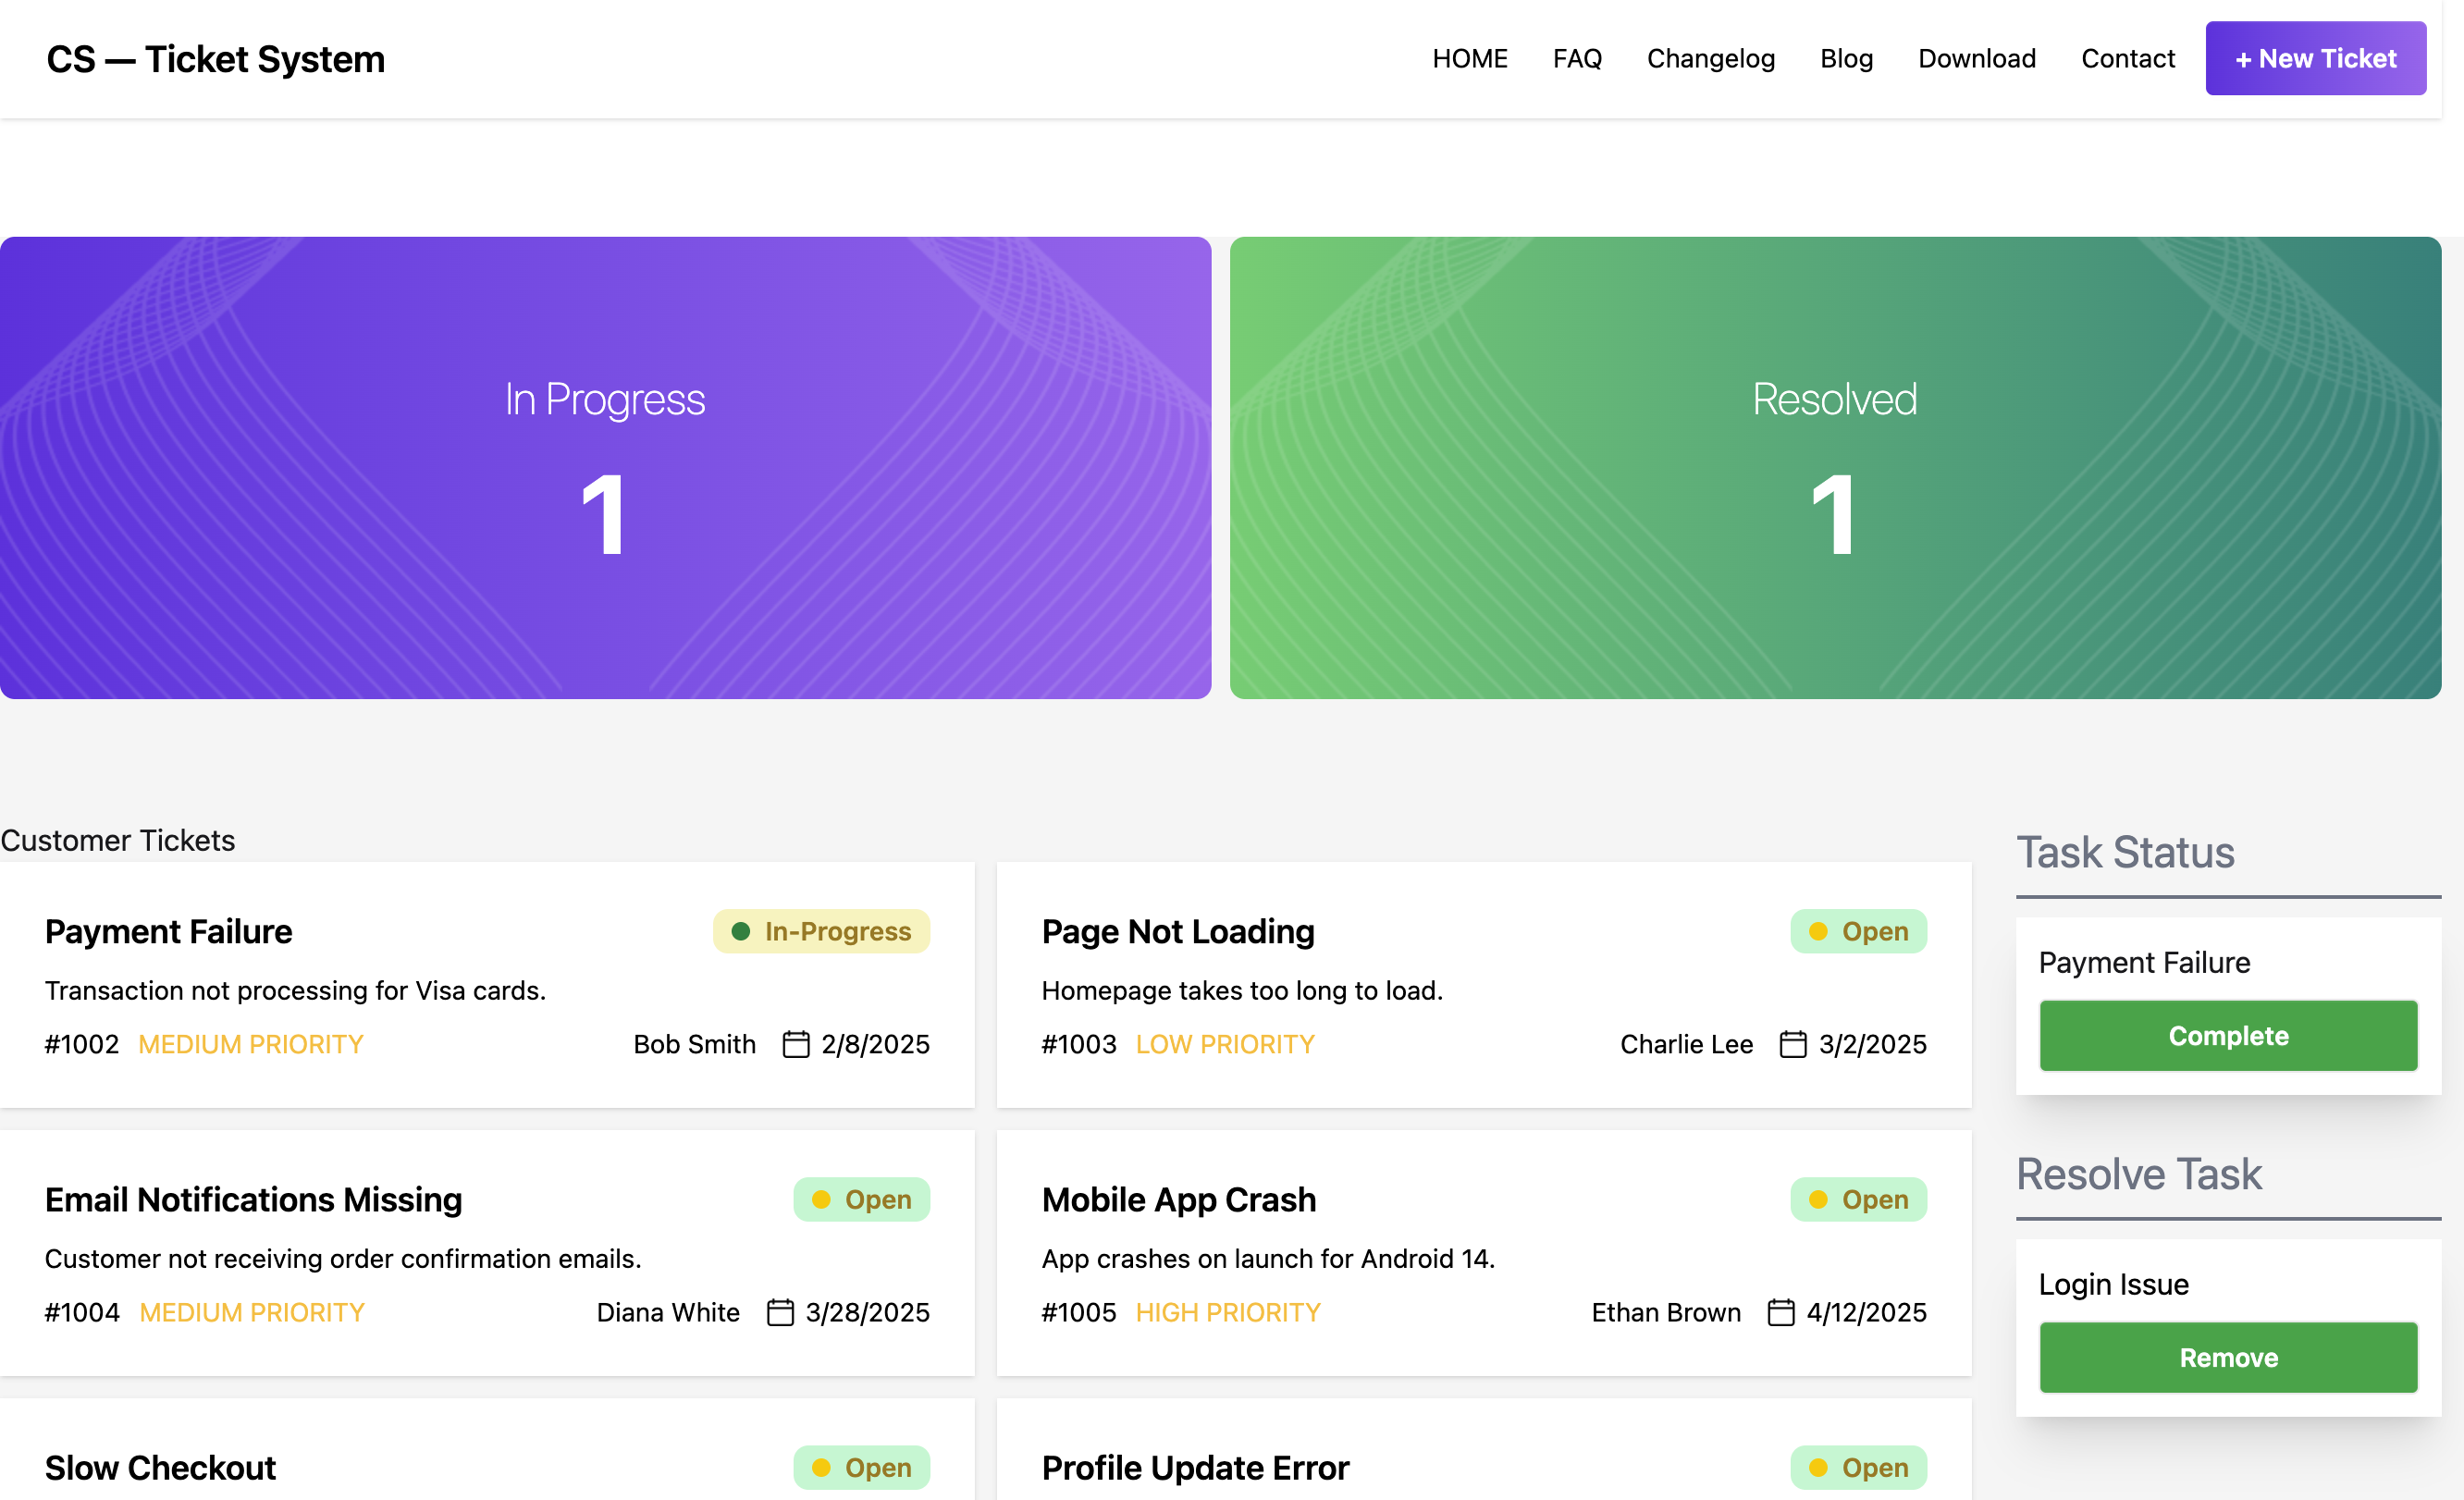 CS — Ticket System
HOME FAQ Changelog Blog Download Contact + New Ticket
In Progress
1
Resolved
1
Customer Tickets
Payment Failure In-Progress
Transaction not processing for Visa cards.
#1002 MEDIUM PRIORITY Bob Smith 2/8/2025
Page Not Loading Open
Homepage takes too long to load.
#1003 LOW PRIORITY Charlie Lee 3/2/2025
Email Notifications Missing Open
Customer not receiving order confirmation emails.
#1004 MEDIUM PRIORITY Diana White 3/28/2025
Mobile App Crash Open
App crashes on launch for Android 14.
#1005 HIGH PRIORITY Ethan Brown 4/12/2025
Slow Checkout Open
Profile Update Error Open
Task Status
Payment Failure
Complete
Resolve Task
Login Issue
Remove